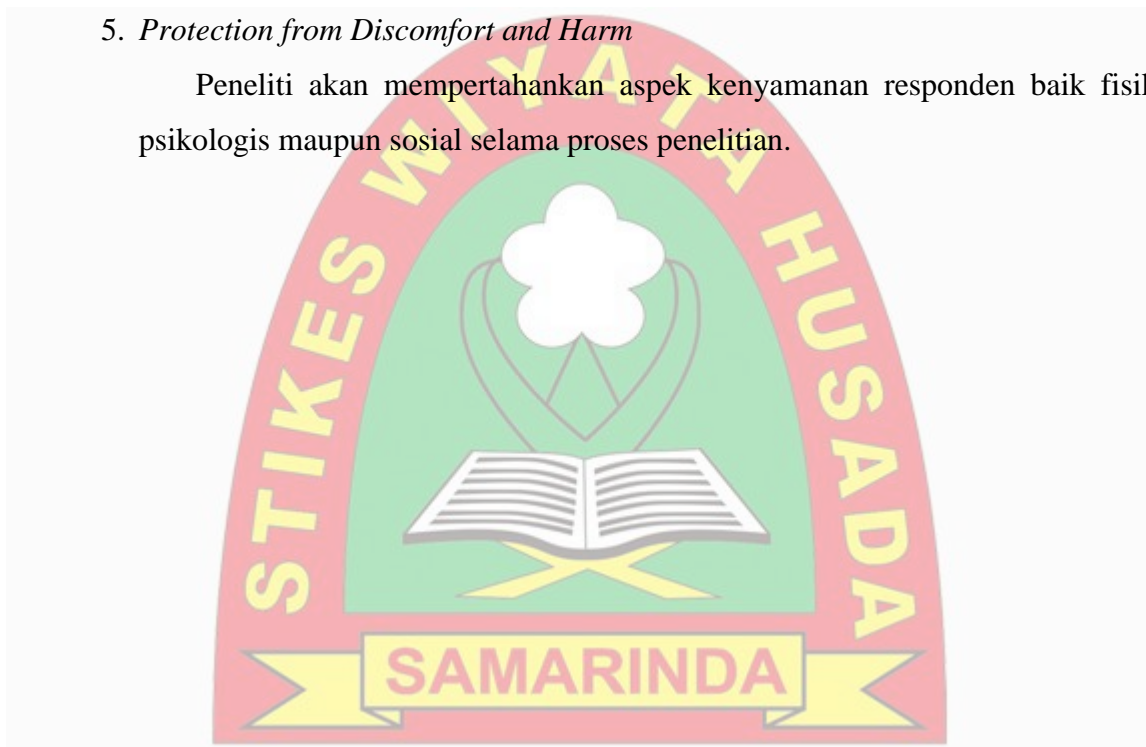 5. Protection from Discomfort and Harm
Peneliti akan mempertahankan aspek kenyamanan responden baik
psikologis maupun sosial selama proses penelitian.
STIKES WIYATA HUSADA
SAMARINDA